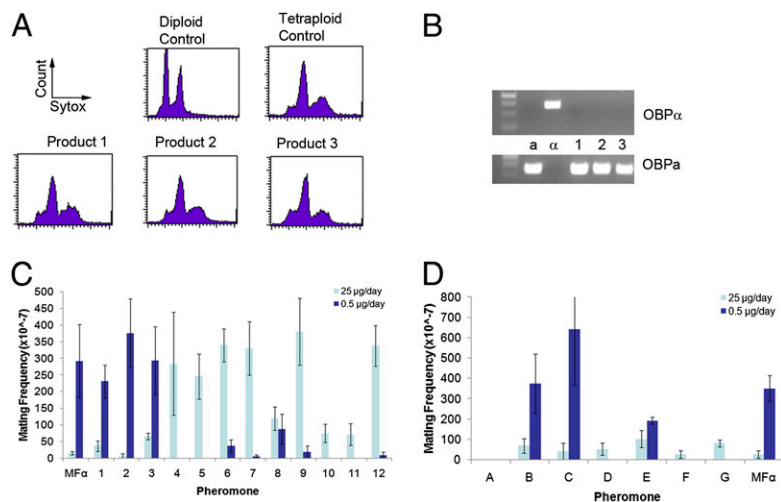 A
Diploid
Control
Tetraploid
Control
Count
Sytox
Product 1
Product 2
Product 3
B
OBPα
a α 1 2 3
OBPa
C
25 µg/day
0.5 µg/day
Mating Frequency (x10^-7)
500
450
400
350
300
250
200
150
100
50
0
MFα 1 2 3 4 5 6 7 8 9 10 11 12
Pheromone
D
25 µg/day
0.5 µg/day
Mating Frequency (x10^-7)
800
700
600
500
400
300
200
100
0
A B C D E F G MFα
Pheromone